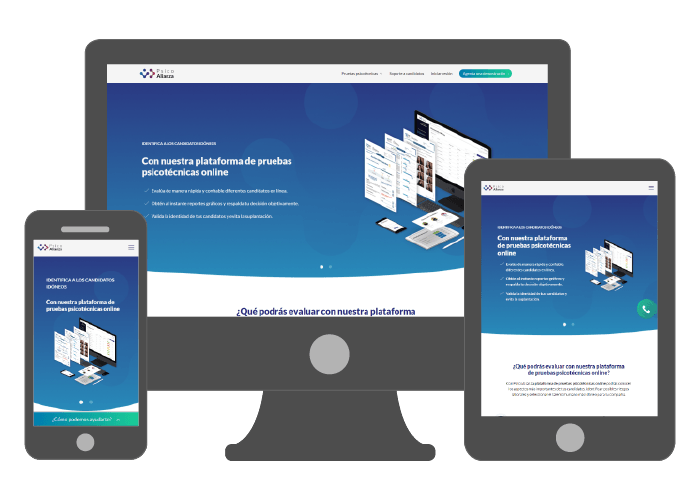 Psico
Alianza
Pruebas psicotécnicas
Soporte a candidatos
Iniciar sesión
IDENTIFICA A LOS CANDIDATOS IDÓNEOS
Con nuestra plataforma de pruebas
psicotécnicas online
Evalúa de manera rápida y confiable diferentes candidatos en línea.
Obtén al instante reportes gráficos y respalda tu decisión objetivamente.
Valida la identidad de tus candidatos y evita la suplantación.
¿Qué podrás evaluar con nuestra plataforma
Psico
Alianza
IDENTIFICA A LOS CANDIDATOS
IDÓNEOS
Con nuestra plataforma de
pruebas psicotécnicas online
¿Cómo podemos ayudarte?
Psico
Alianza
IDENTIFICA A LOS CANDIDATOS IDÓNEOS
Con nuestra plataforma de
pruebas psicotécnicas
online
Evalúa de manera rápida y confiable
diferentes candidatos en línea.
Obtén al instante reportes gráficos y
respalda tu decisión objetivamente.
Valida la identidad de tus candidatos y
evita la suplantación.
¿Qué podrás evaluar con nuestra plataforma
de pruebas psicotécnicas online?